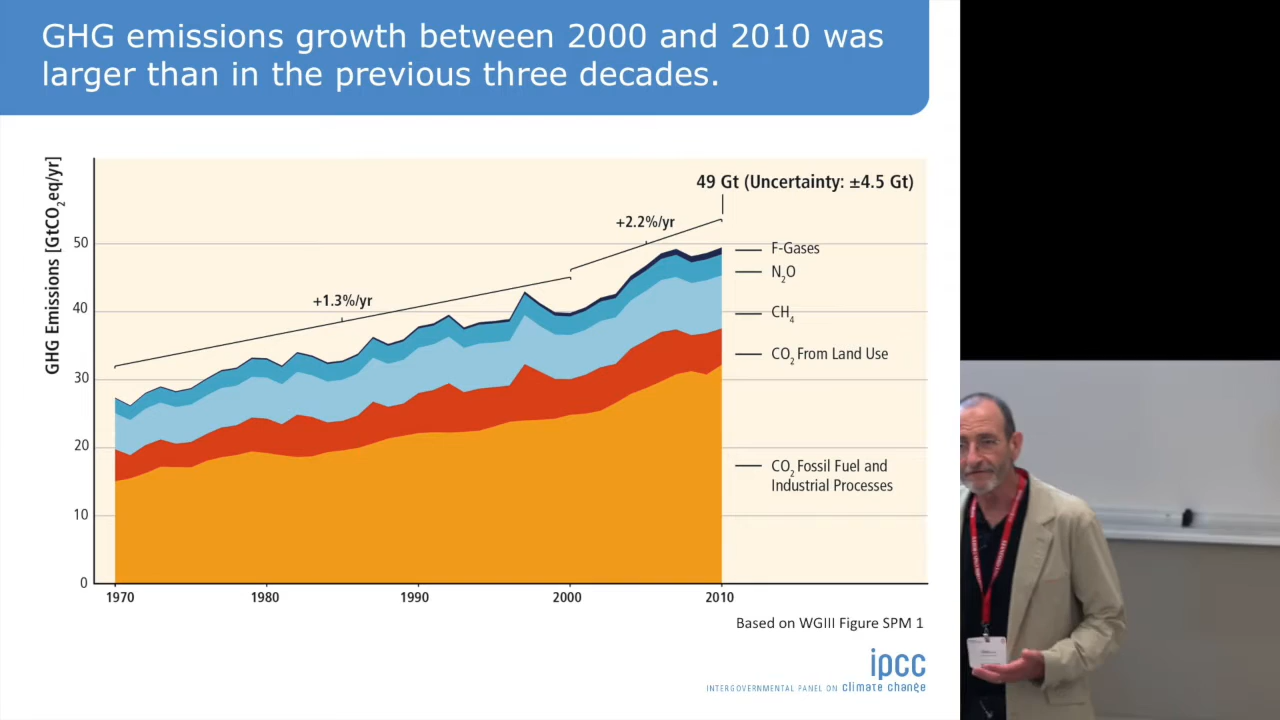 GHG emissions growth between 2000 and 2010 was
larger than in the previous three decades.
GHG Emissions [GtCO2eq/yr]
49 Gt (Uncertainty: ±4.5 Gt)
+2.2%/yr
+1.3%/yr
50
40
30
20
10
0
F-Gases
N2O
CH4
CO2 From Land Use
CO2 Fossil Fuel and
Industrial Processes
1970
1980
1990
2000
2010
Based on WGIII Figure SPM 1
ipcc
INTERGOVERNMENTAL PANEL ON climate change